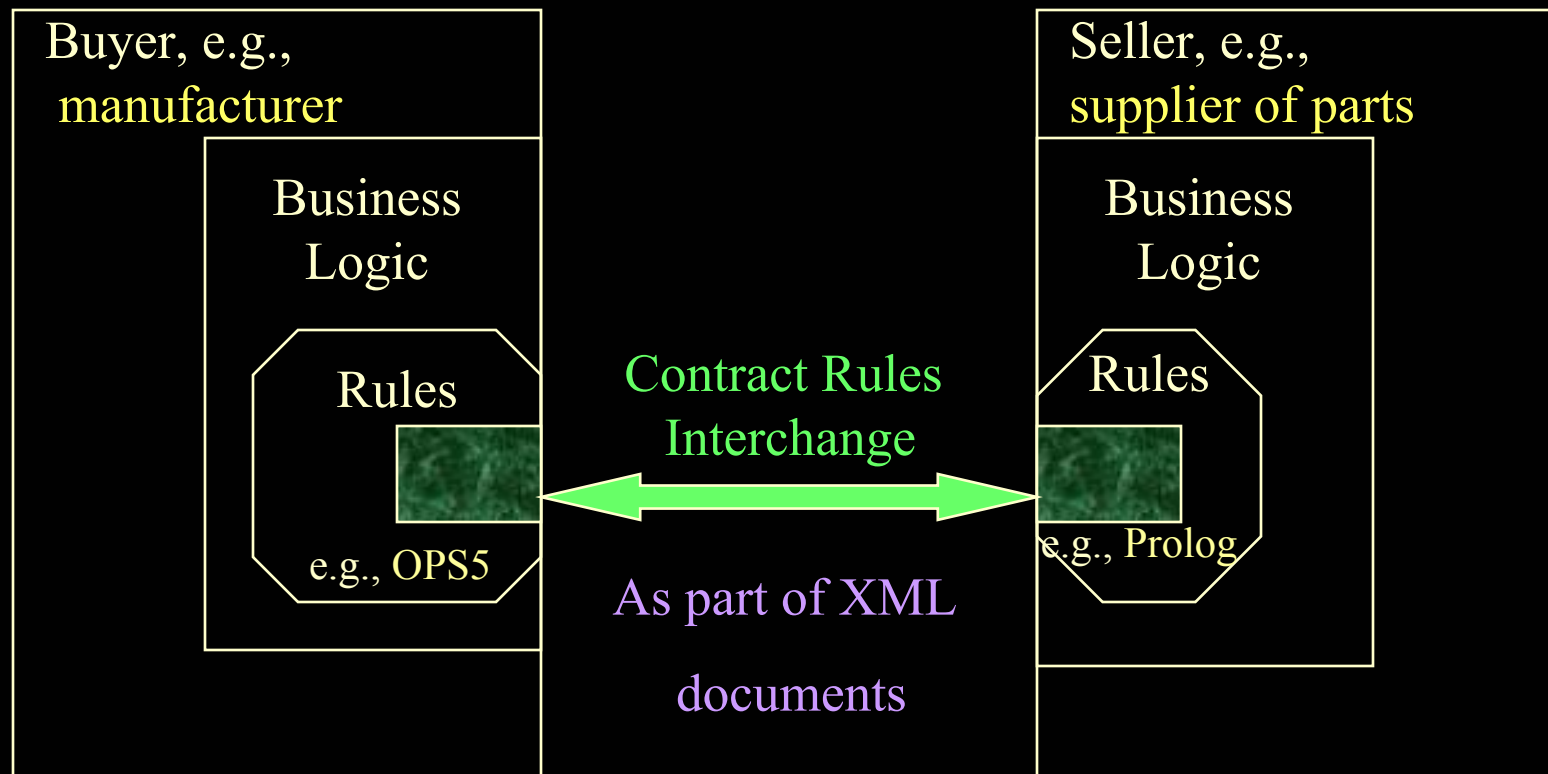 Buyer, e.g.,
manufacturer
Business
Logic
Rules
e.g., OPS5
Contract Rules
Interchange
As part of XML
documents
Seller, e.g.,
supplier of parts
Business
Logic
Rules
e.g., Prolog